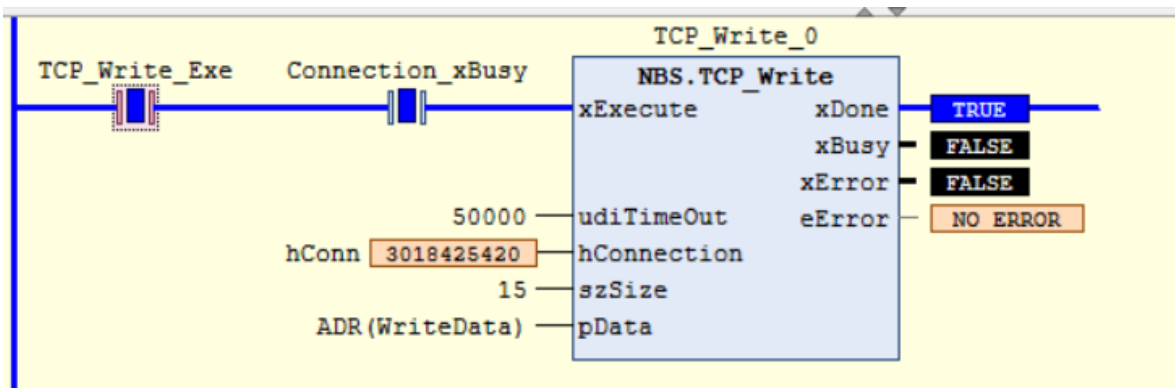 TCP_Write_0
TCP_Write_Exe Connection_xBusy NBS.TCP_Write
xExecute xDone TRUE
xBusy FALSE
xError FALSE
50000 udiTimeOut eError NO ERROR
hConn 3018425420 hConnection
15 szSize
ADR(WriteData) pData